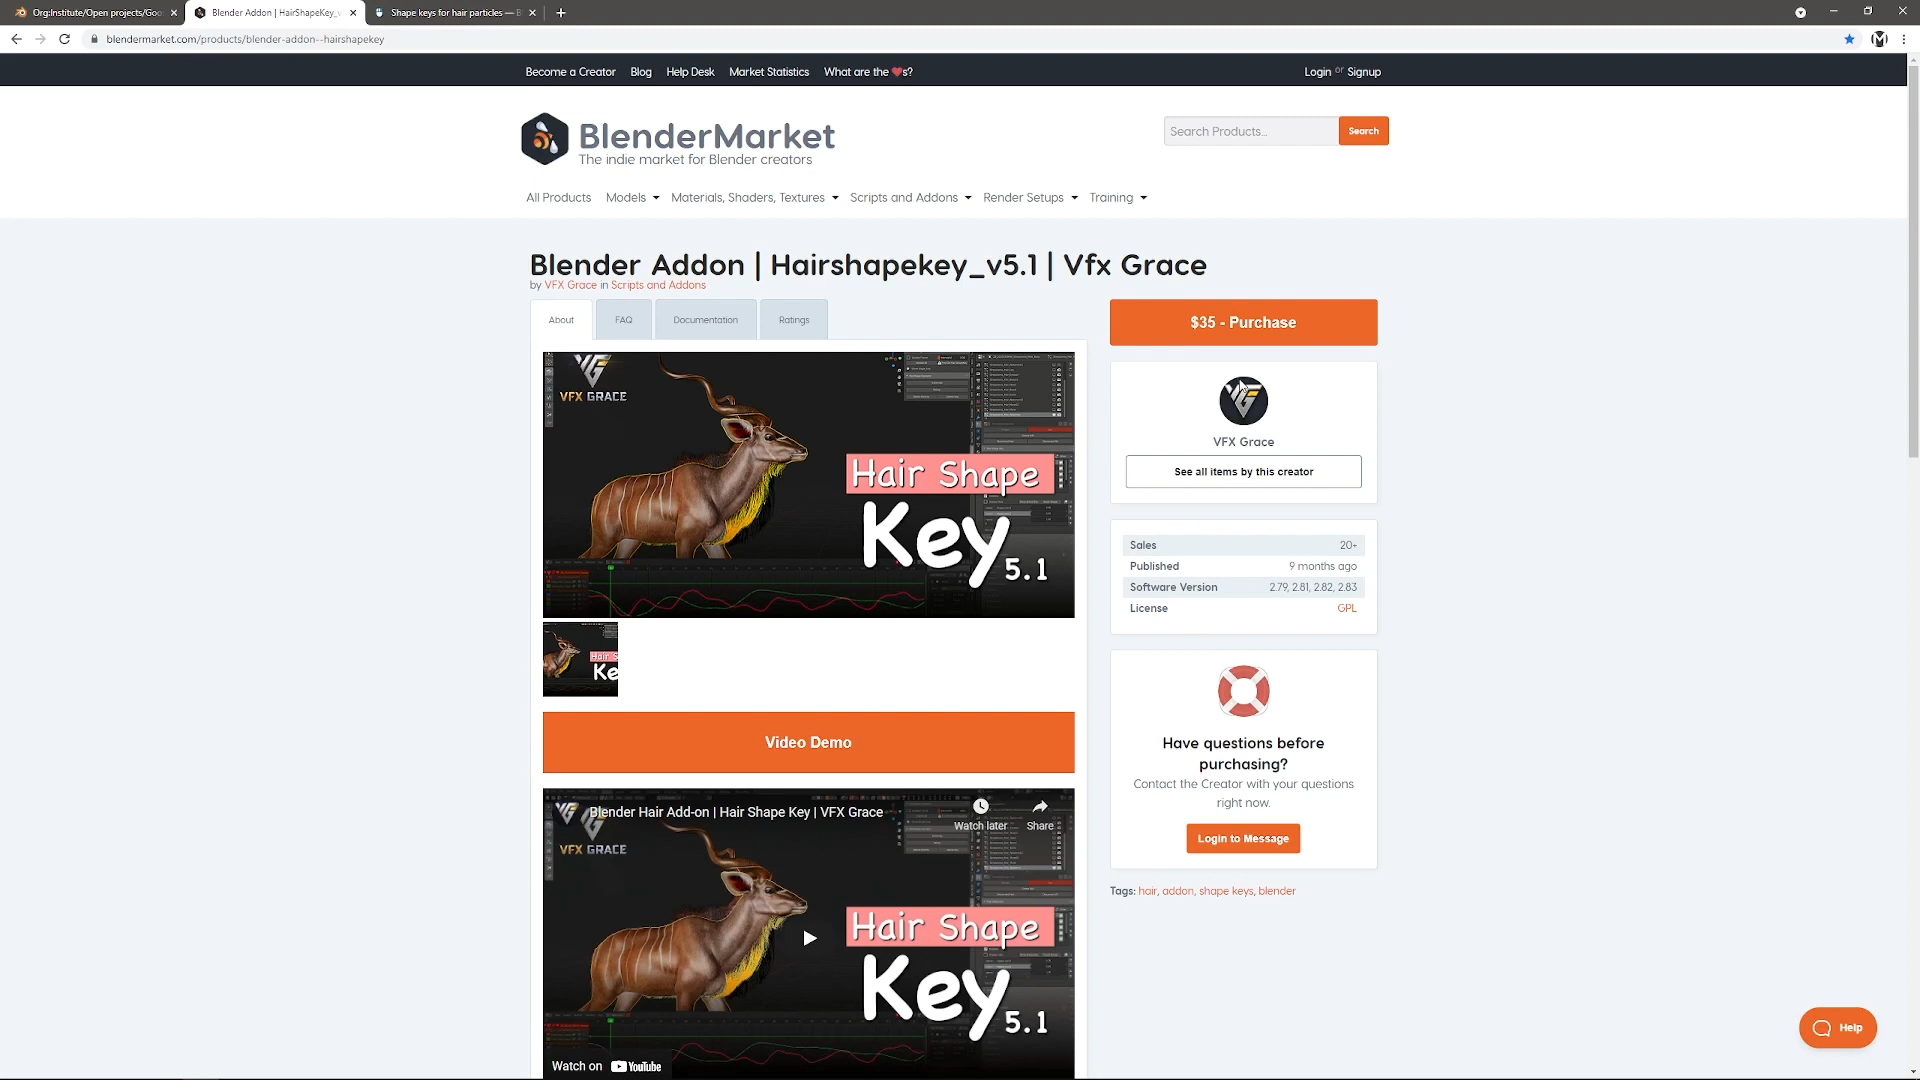 Org:Institute/Open projects/Goo
Blender Addon | HairShapeKey_v
Shape keys for hair particles — B
blendermarket.com/products/blender-addon--hairshapekey
Become a Creator Blog Help Desk Market Statistics What are the ❤s? Login or Signup
BlenderMarket
The indie market for Blender creators
Search Products... Search
All Products Models Materials, Shaders, Textures Scripts and Addons Render Setups Training
Blender Addon | Hairshapekey_v5.1 | Vfx Grace
by VFX Grace in Scripts and Addons
About FAQ Documentation Ratings
$35 - Purchase
VFX GRACE
Hair Shape
Key 5.1
VFX Grace
See all items by this creator
Sales 20+
Published 9 months ago
Software Version 2.79, 2.81, 2.82, 2.83
License GPL
Hair S
Ke
Video Demo
Have questions before
purchasing?
Contact the Creator with your questions
right now.
Login to Message
Tags: hair, addon, shape keys, blender
Blender Hair Add-on | Hair Shape Key | VFX Grace
Watch later Share
VFX GRACE
Hair Shape
Key 5.1
Watch on YouTube
Help